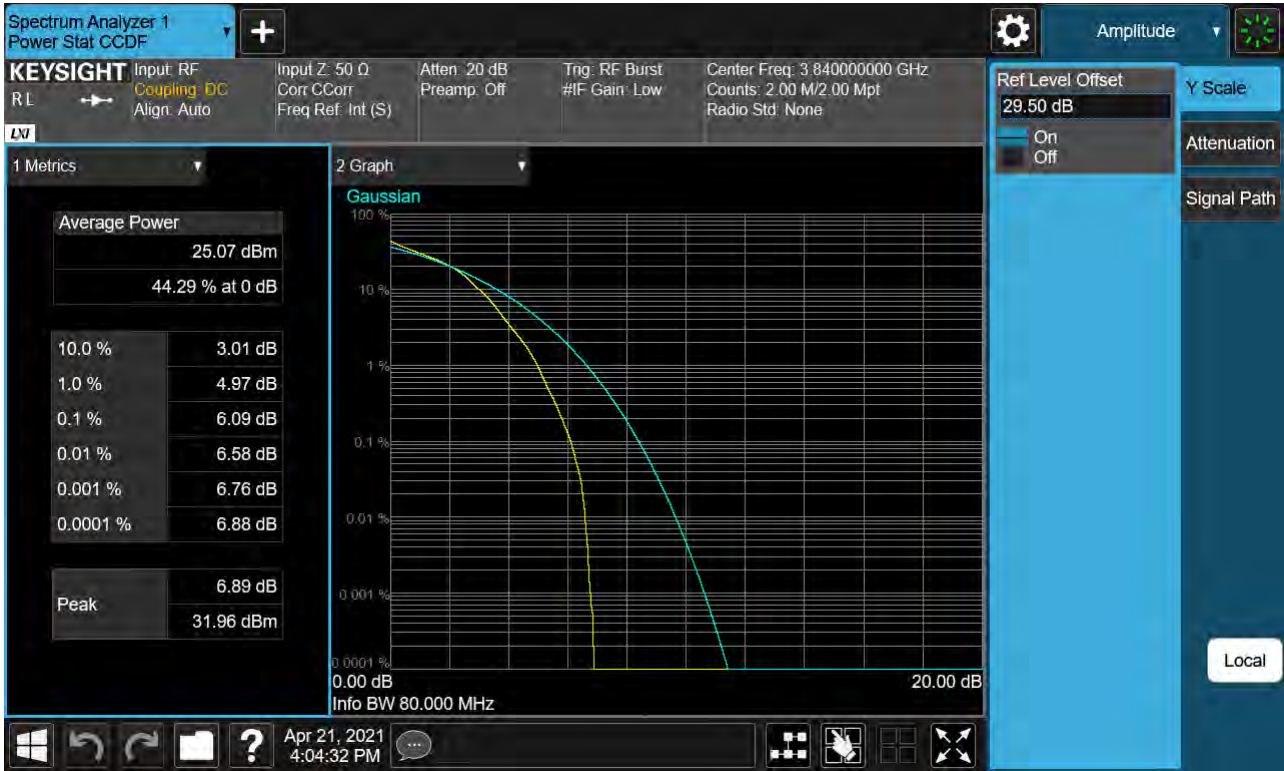 Spectrum Analyzer 1
Power Stat CCDF
Amplitude
KEYSIGHT
RL
LXI
Input: RF
Coupling: DC
Align: Auto
Input Z: 50 Ω
Corr CCorr
Freq Ref: Int (S)
Atten: 20 dB
Preamp: Off
Trig: RF Burst
#IF Gain: Low
Center Freq: 3.840000000 GHz
Counts: 2.00 M/2.00 Mpt
Radio Std: None
Ref Level Offset
29.50 dB
On
Off
Y Scale
Attenuation
Signal Path
Local
1 Metrics
Average Power
25.07 dBm
44.29 % at 0 dB
10.0 % 3.01 dB
1.0 % 4.97 dB
0.1 % 6.09 dB
0.01 % 6.58 dB
0.001 % 6.76 dB
0.0001 % 6.88 dB
Peak 6.89 dB
31.96 dBm
2 Graph
Gaussian
100 %
10 %
1 %
0.1 %
0.01 %
0.001 %
0.0001 %
0.00 dB 20.00 dB
Info BW 80.000 MHz
?
Apr 21, 2021
4:04:32 PM